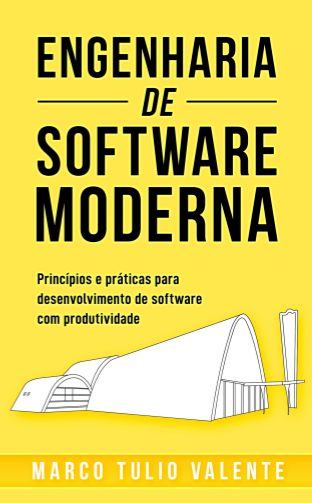 ENGENHARIA
DE
SOFTWARE
MODERNA
Princípios e práticas para
desenvolvimento de software
com produtividade
MARCO TULIO VALENTE